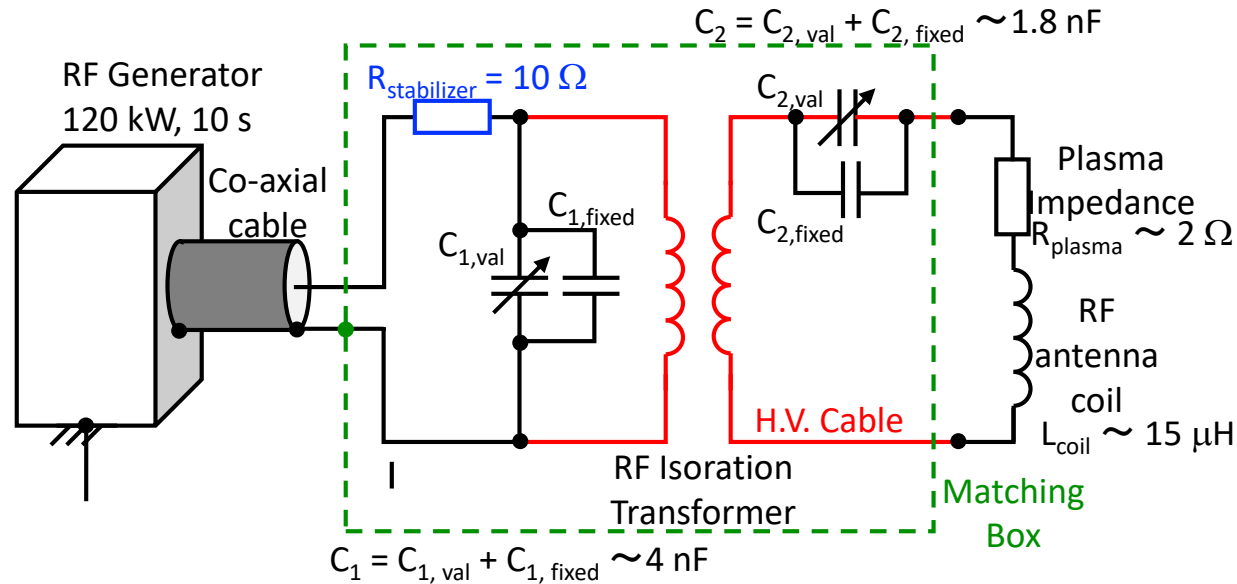 C2 = C2, val + C2, fixed ~1.8 nF
RF Generator
120 kW, 10 s
Rstabilizer = 10 Ω
C2,val
Co-axial
cable
C1,fixed
C1,val
C2,fixed
Plasma
Impedance
Rplasma ~ 2 Ω
RF
antenna
coil
Lcoil ~ 15 μH
H.V. Cable
I
RF Isoration
Transformer
Matching
Box
C1 = C1, val + C1, fixed ~4 nF